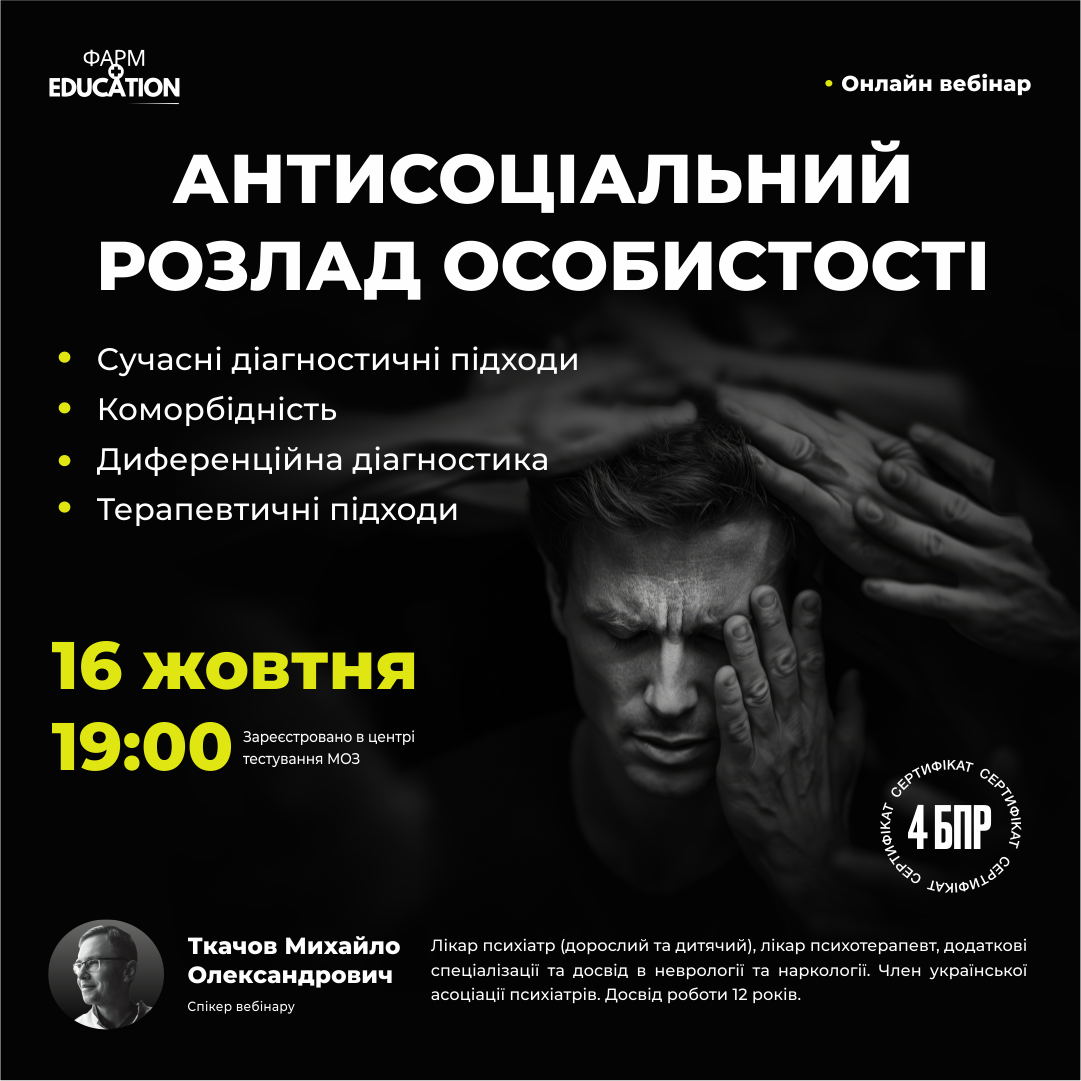 ФАРМ
EDUCATION
• Онлайн вебінар
АНТИСОЦІАЛЬНИЙ
РОЗЛАД ОСОБИСТОСТІ
• Сучасні діагностичні підходи
• Коморбідність
• Диференційна діагностика
• Терапевтичні підходи
16 жовтня
19:00
Зареєстровано в центрі
тестування МОЗ
СЕРТИФІКАТ СЕРТИФІКАТ СЕРТИФІКАТ СЕРТИФІКАТ
4 БПР
Ткачов Михайло
Олександрович
Спікер вебінару
Лікар психіатр (дорослий та дитячий), лікар психотерапевт, додаткові
спеціалізації та досвід в неврології та наркології. Член української
асоціації психіатрів. Досвід роботи 12 років.